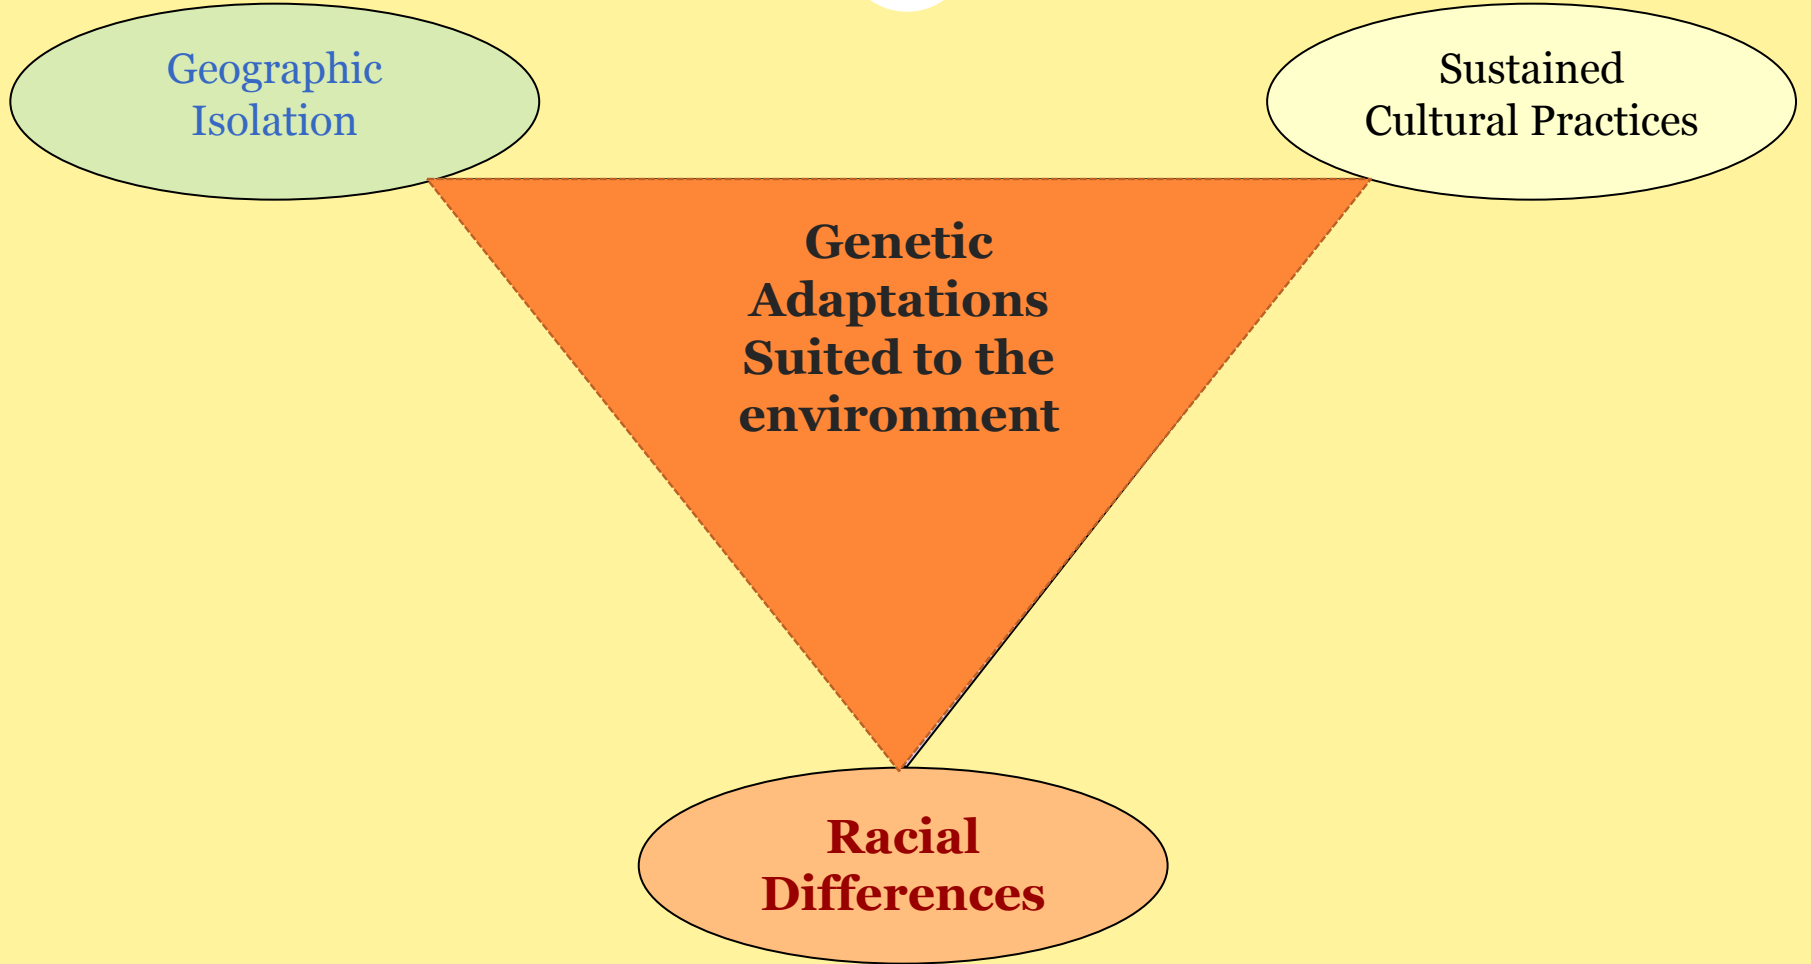 Geographic
Isolation
Sustained
Cultural Practices
Genetic
Adaptations
Suited to the
environment
Racial
Differences